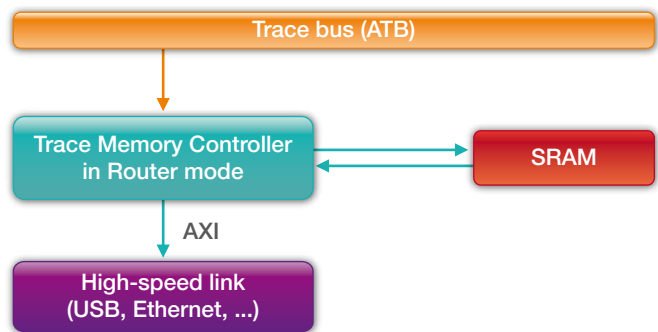 Trace bus (ATB)
Trace Memory Controller
in Router mode
SRAM
AXI
High-speed link
(USB, Ethernet, ...)